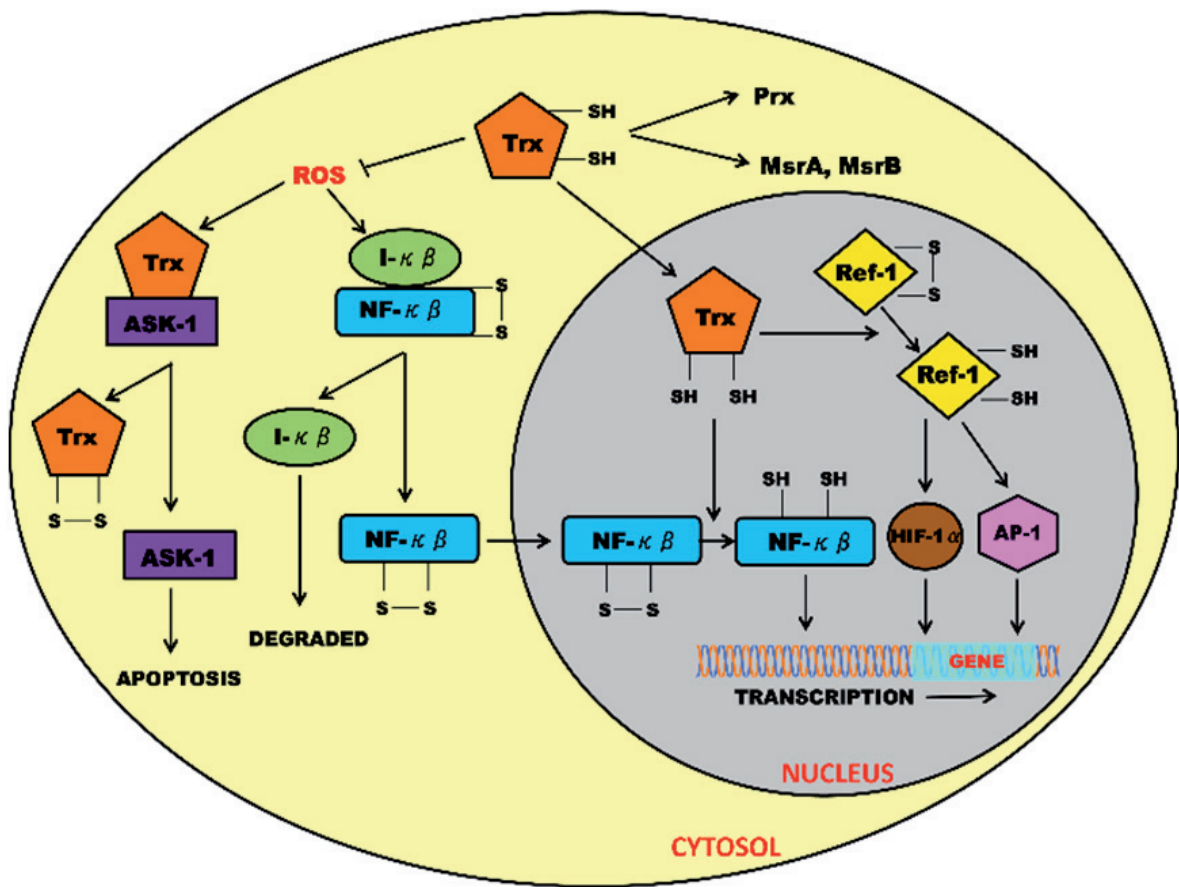 SH
Prx
Trx
SH
MsrA, MsrB
ROS
Trx
ASK-1
I-κ β
NF-κ β
S
S
Trx
S—S
I-κ β
ASK-1
APOPTOSIS
DEGRADED
NF-κ β
S—S
Trx
SH
SH
Ref-1
S
S
Ref-1
SH
SH
NF-κ β
S—S
SH
SH
NF-κ β
HIF-1α
AP-1
GENE
TRANSCRIPTION
NUCLEUS
CYTOSOL